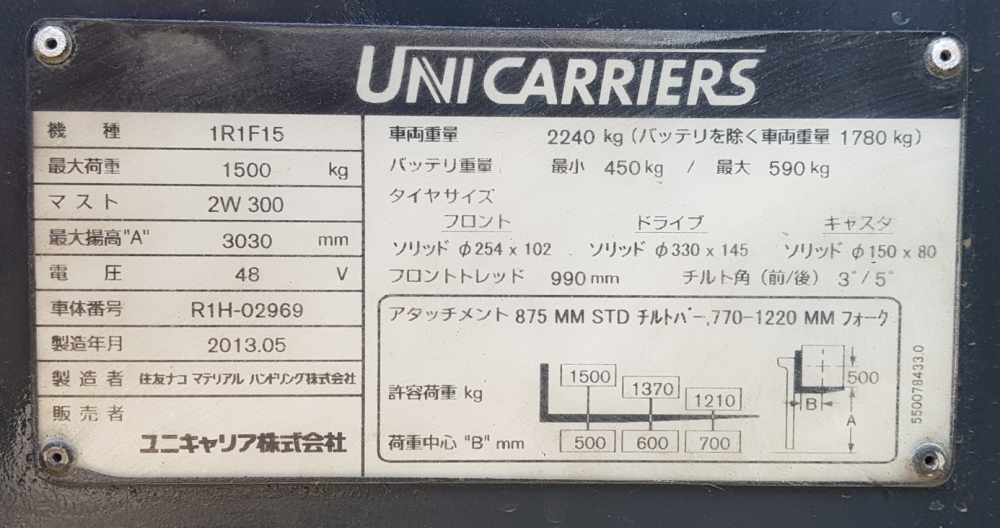 UNICARRIERS
機 種 1R1F15
最大荷重 1500 kg
マスト 2W 300
最大揚高"A" 3030 mm
電 圧 48 V
車体番号 R1H-02969
製造年月 2013.05
製造者 住友ナコ マテリアル ハンドリング株式会社
販売者
ユニキャリア株式会社
車両重量 2240 kg (バッテリを除く車両重量 1780 kg)
バッテリ重量 最小 450 kg / 最大 590 kg
タイヤサイズ
フロント ドライブ キャスタ
ソリッド φ254 x 102 ソリッド φ330 x 145 ソリッド φ150 x 80
フロントトレッド 990 mm チルト角 (前/後) 3°/ 5°
アタッチメント 875 MM STD チルトバー,770-1220 MM フォーク
許容荷重 kg 1500 1370 1210
荷重中心 "B" mm 500 600 700
500
B
A
550078433​0